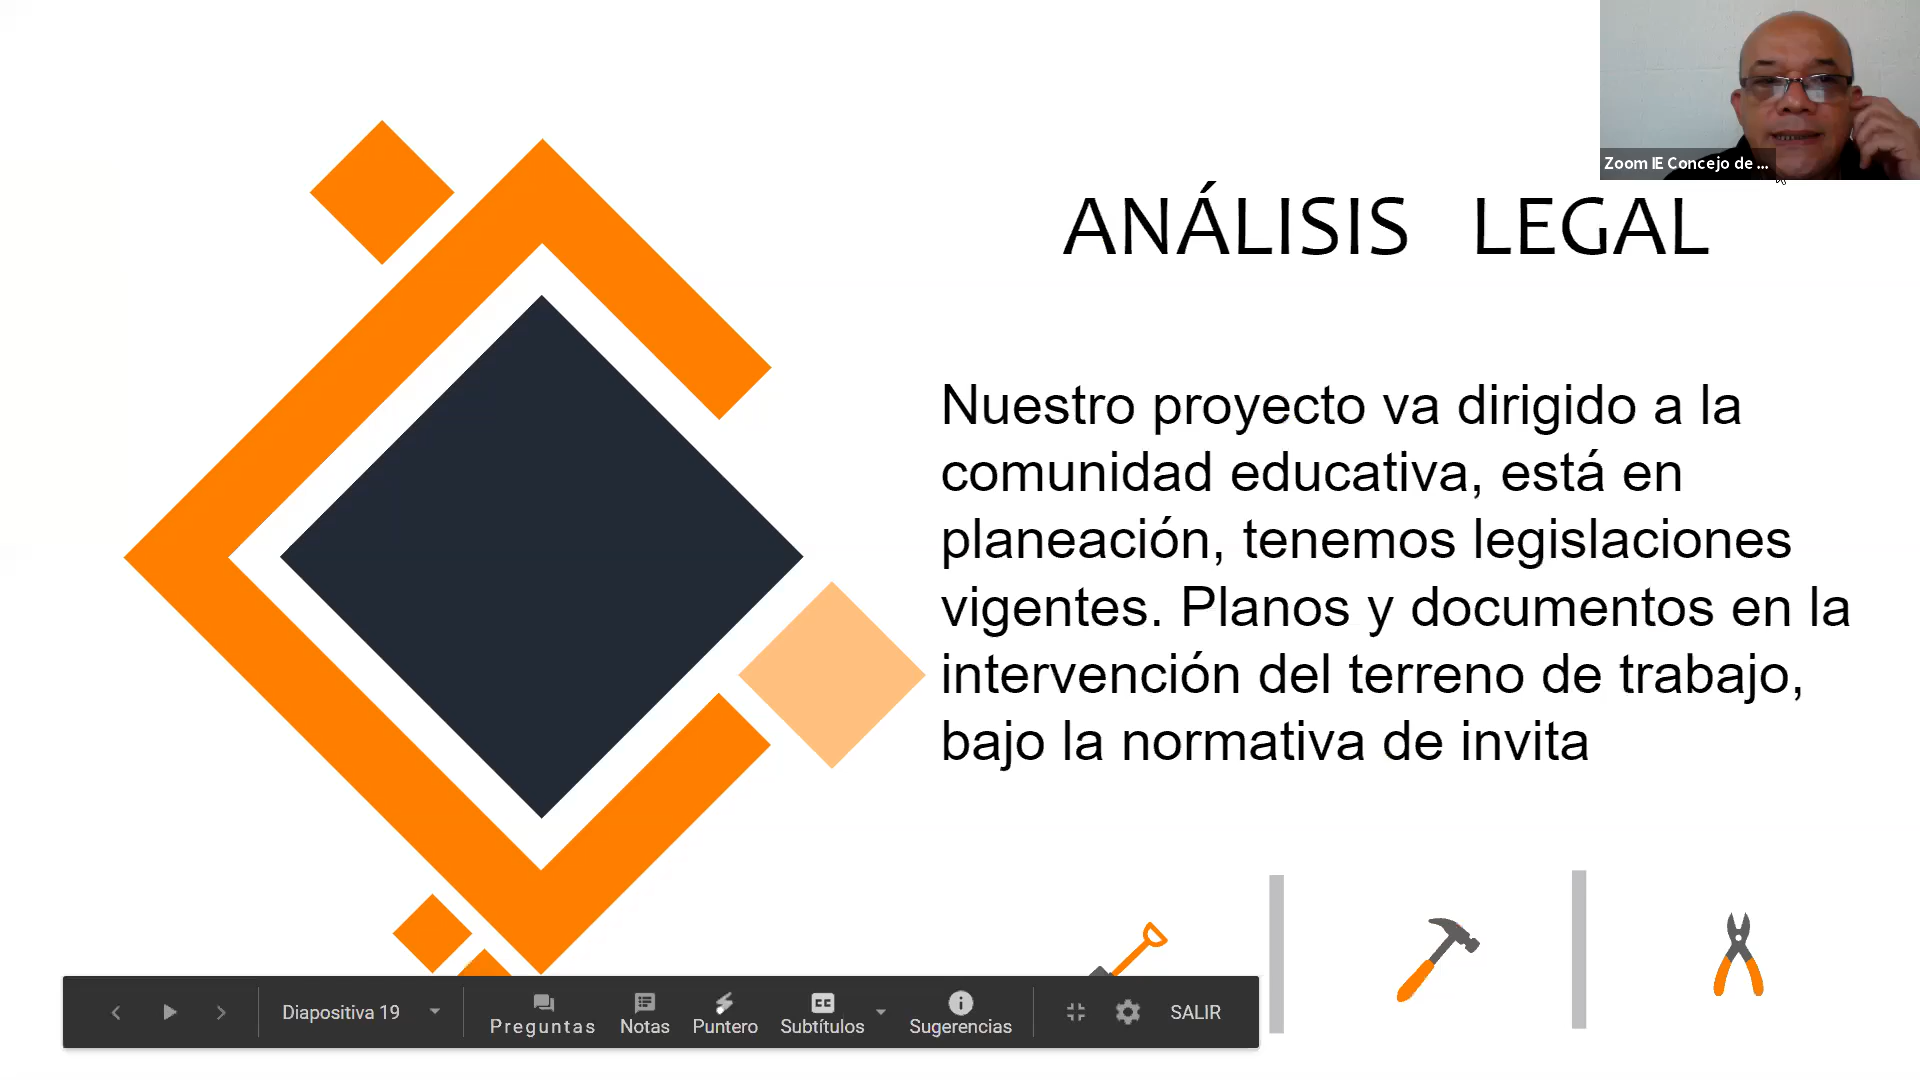 Zoom IE Concejo de ...
ANÁLISIS LEGAL
Nuestro proyecto va dirigido a la
comunidad educativa, está en
planeación, tenemos legislaciones
vigentes. Planos y documentos en la
intervención del terreno de trabajo,
bajo la normativa de invita
Diapositiva 19
Preguntas
Notas
Puntero
Subtítulos
Sugerencias
SALIR